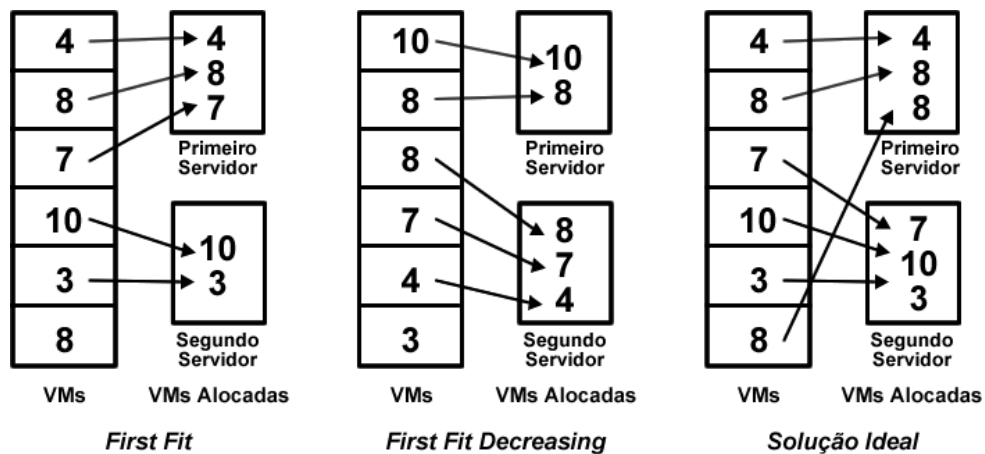 4
8
7
10
3
8
VMs
4
8
7
Primeiro
Servidor
10
3
Segundo
Servidor
VMs Alocadas
First Fit
10
8
8
7
4
3
VMs
10
8
Primeiro
Servidor
8
7
4
Segundo
Servidor
VMs Alocadas
First Fit Decreasing
4
8
7
10
3
8
VMs
4
8
8
Primeiro
Servidor
7
10
3
Segundo
Servidor
VMs Alocadas
Solução Ideal